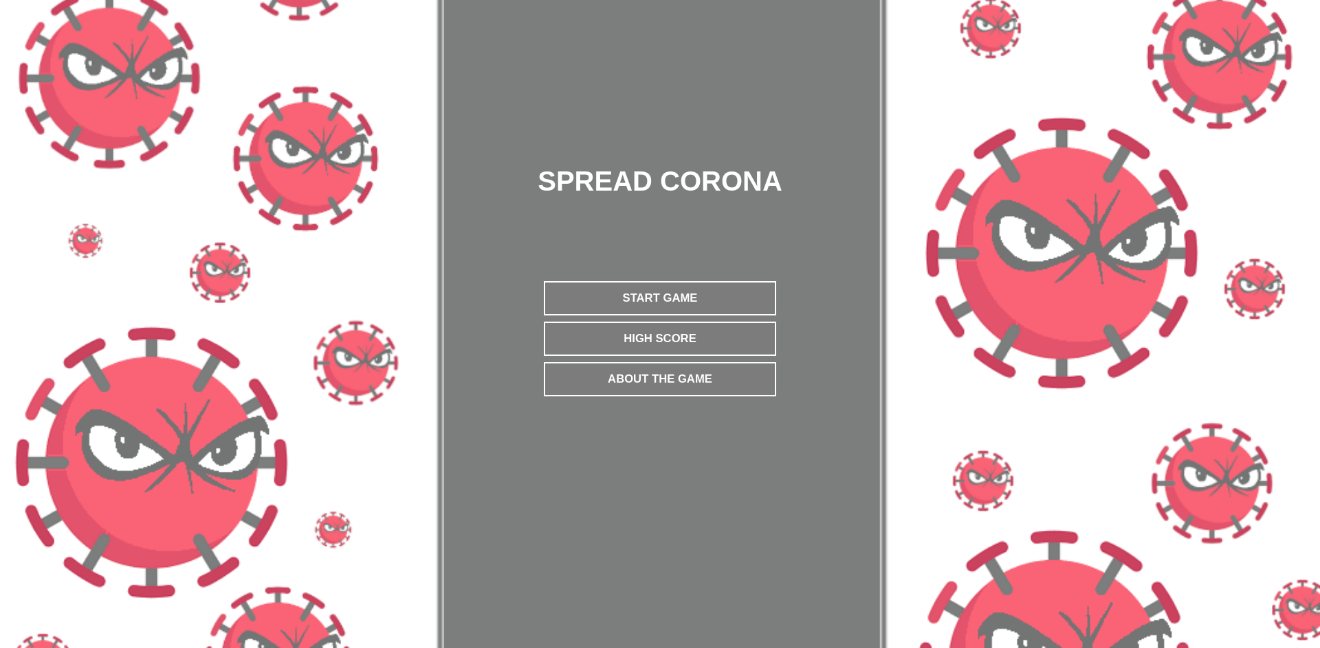 SPREAD CORONA
START GAME
HIGH SCORE
ABOUT THE GAME